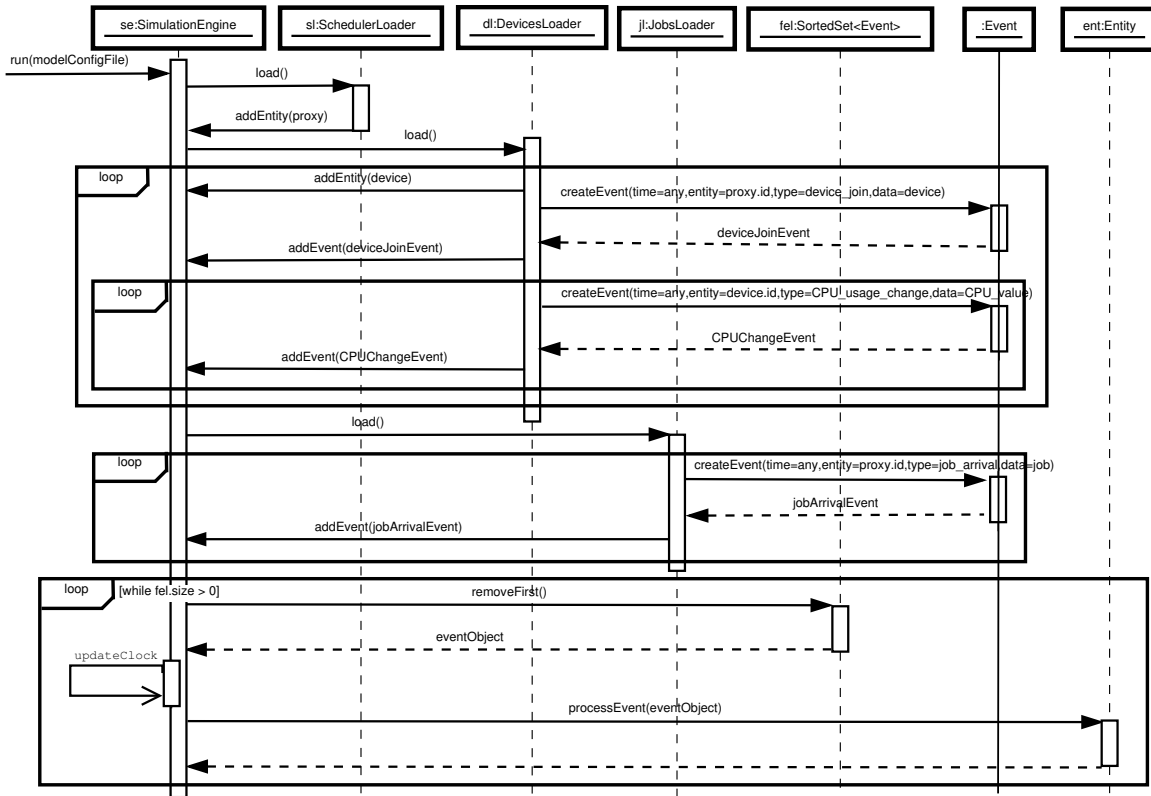 se:SimulationEngine
sl:SchedulerLoader
dl:DevicesLoader
jl:JobsLoader
fel:SortedSet<Event>
:Event
ent:Entity
run(modelConfigFile)
load()
addEntity(proxy)
load()
loop
addEntity(device)
createEvent(time=any,entity=proxy.id,type=device_join,data=device)
deviceJoinEvent
addEvent(deviceJoinEvent)
loop
createEvent(time=any,entity=device.id,type=CPU_usage_change,data=CPU_value)
CPUChangeEvent
addEvent(CPUChangeEvent)
load()
loop
createEvent(time=any,entity=proxy.id,type=job_arrival,data=job)
jobArrivalEvent
addEvent(jobArrivalEvent)
loop
[while fel.size > 0]
removeFirst()
eventObject
updateClock
processEvent(eventObject)